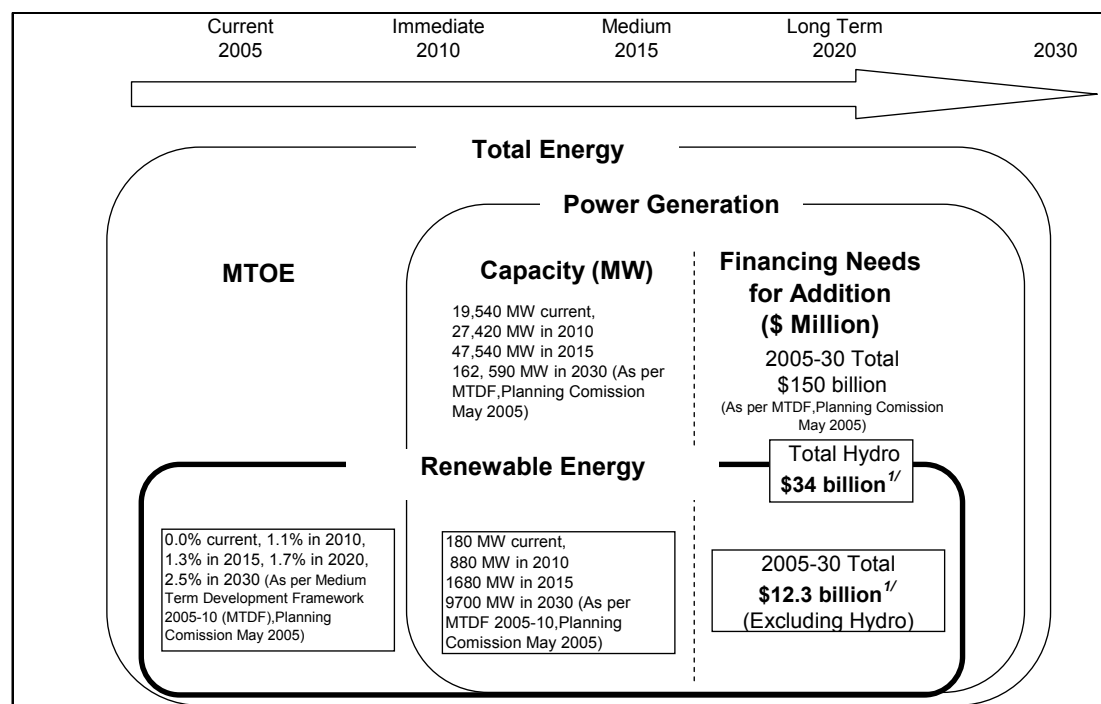 Current Immediate Medium Long Term
2005 2010 2015 2020 2030
Total Energy
Power Generation
MTOE
Capacity (MW)
19,540 MW current,
27,420 MW in 2010
47,540 MW in 2015
162, 590 MW in 2030 (As per
MTDF,Planning Comission
May 2005)
Financing Needs
for Addition
($ Million)
2005-30 Total
$150 billion
(As per MTDF,Planning Comission
May 2005)
Total Hydro
$34 billion 1/
Renewable Energy
0.0% current, 1.1% in 2010,
1.3% in 2015, 1.7% in 2020,
2.5% in 2030 (As per Medium
Term Development Framework
2005-10 (MTDF),Planning
Comission May 2005)
180 MW current,
880 MW in 2010
1680 MW in 2015
9700 MW in 2030 (As per
MTDF 2005-10,Planning
Comission May 2005)
2005-30 Total
$12.3 billion 1/
(Excluding Hydro)